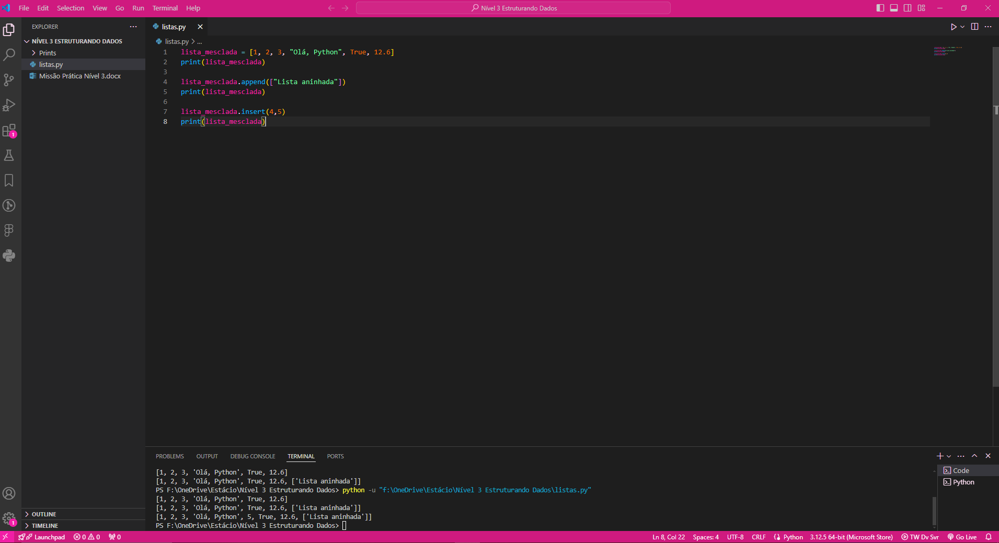 File Edit Selection View Go Run Terminal Help
Nível 3 Estruturando Dados
EXPLORER
NÍVEL 3 ESTRUTURANDO DADOS
Prints
listas.py
Missão Prática Nível 3.docx
listas.py
listas.py > ...
1 lista_mesclada = [1, 2, 3, "Olá, Python", True, 12.6]
2 print(lista_mesclada)
3
4 lista_mesclada.append(["Lista aninhada"])
5 print(lista_mesclada)
6
7 lista_mesclada.insert(4,5)
8 print(lista_mesclada)
1
PROBLEMS OUTPUT DEBUG CONSOLE TERMINAL PORTS
[1, 2, 3, 'Olá, Python', True, 12.6]
[1, 2, 3, 'Olá, Python', True, 12.6, ['Lista aninhada']]
PS F:\OneDrive\Estácio\Nível 3 Estruturando Dados> python -u "f:\OneDrive\Estácio\Nível 3 Estruturando Dados\listas.py"
[1, 2, 3, 'Olá, Python', True, 12.6]
[1, 2, 3, 'Olá, Python', True, 12.6, ['Lista aninhada']]
[1, 2, 3, 'Olá, Python', 5, True, 12.6, ['Lista aninhada']]
PS F:\OneDrive\Estácio\Nível 3 Estruturando Dados>
Code
Python
OUTLINE
TIMELINE
1
Launchpad 0 0 0
Ln 8, Col 22 Spaces: 4 UTF-8 CRLF Python 3.12.5 64-bit (Microsoft Store) TW Dv Svr Go Live